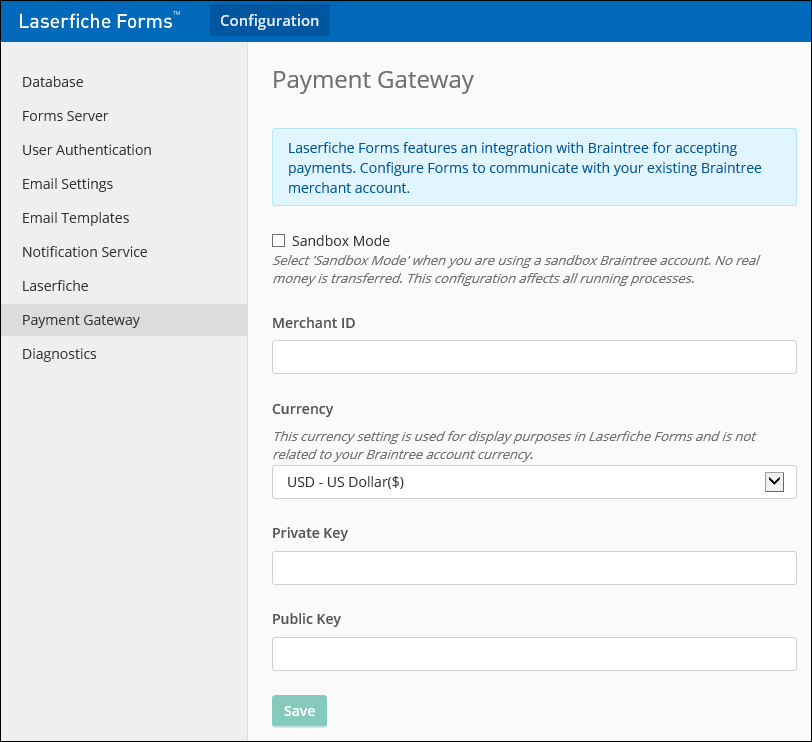 Laserfiche Forms™
Configuration
Database
Forms Server
User Authentication
Email Settings
Email Templates
Notification Service
Laserfiche
Payment Gateway
Diagnostics
Payment Gateway
Laserfiche Forms features an integration with Braintree for accepting
payments. Configure Forms to communicate with your existing Braintree
merchant account.
Sandbox Mode
Select 'Sandbox Mode' when you are using a sandbox Braintree account. No real
money is transferred. This configuration affects all running processes.
Merchant ID
Currency
This currency setting is used for display purposes in Laserfiche Forms and is not
related to your Braintree account currency.
USD - US Dollar($)
Private Key
Public Key
Save